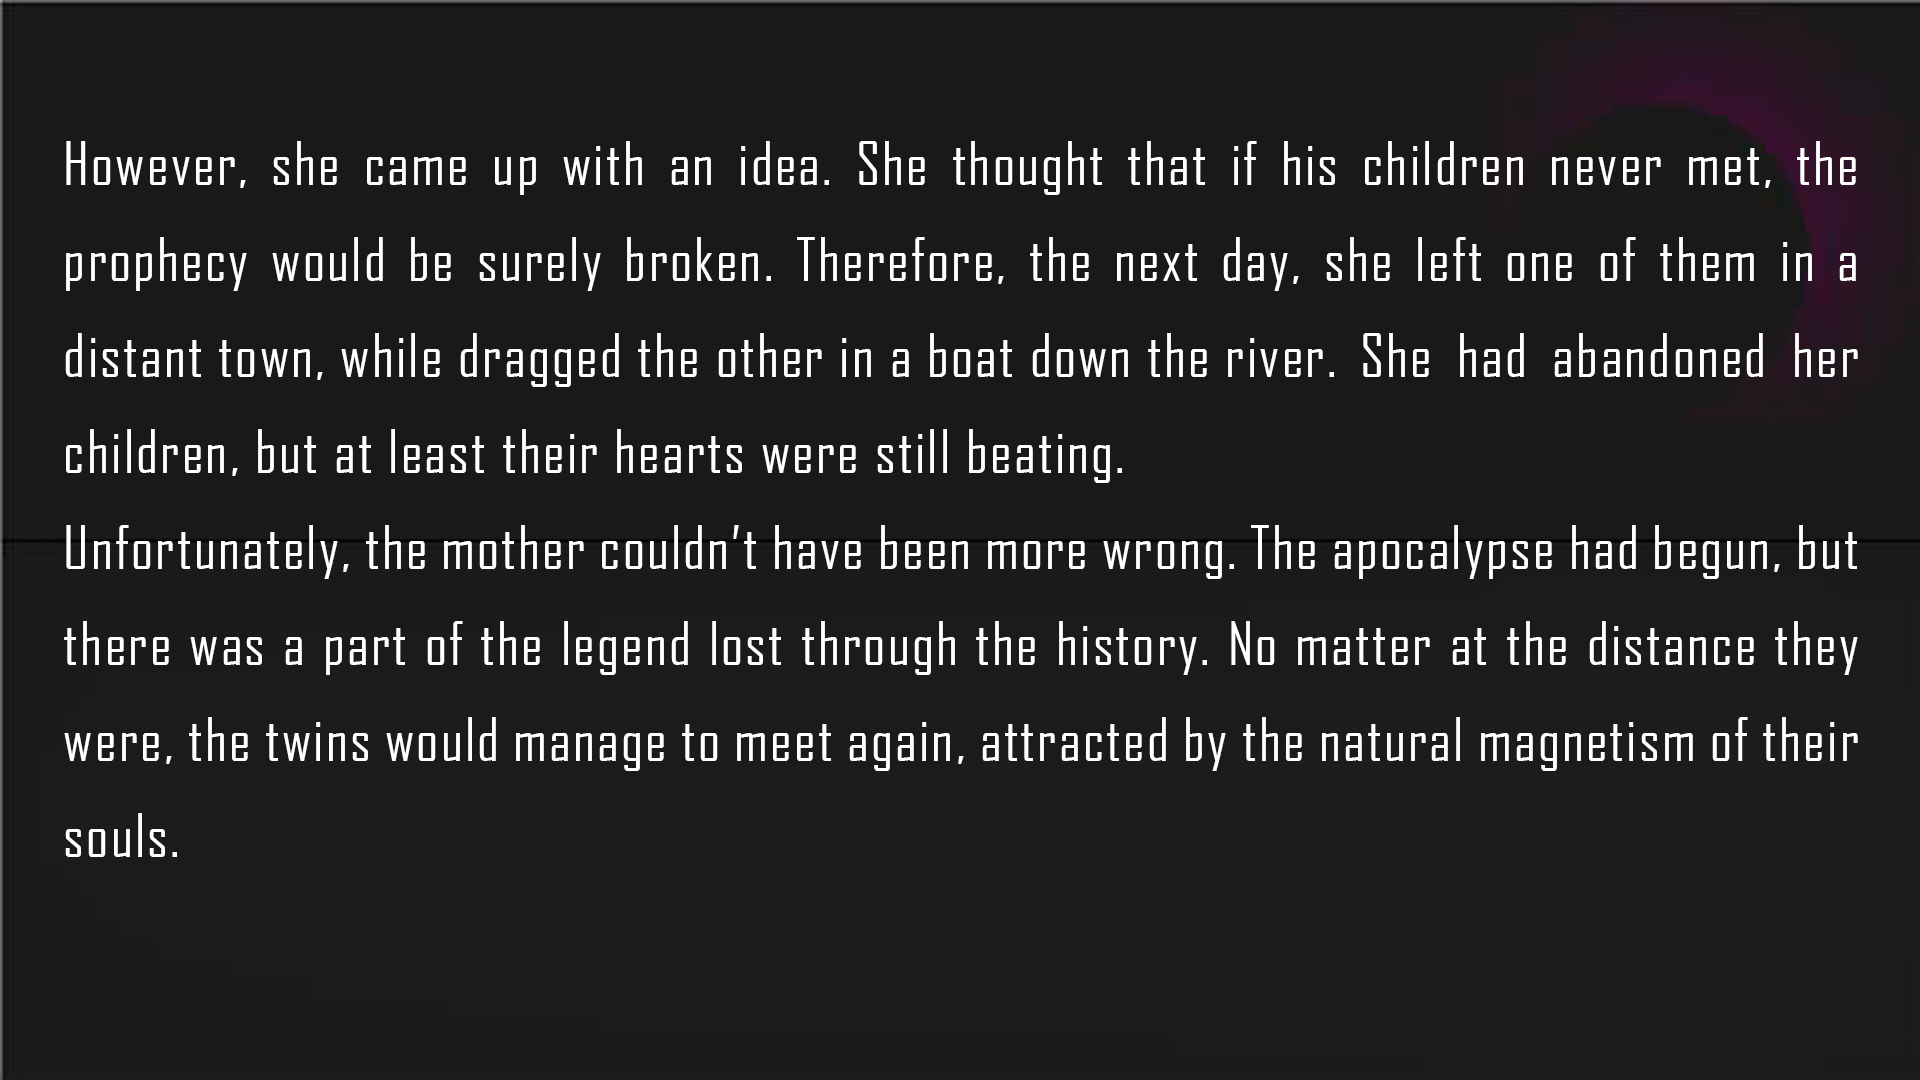 However, she came up with an idea. She thought that if his children never met, the
prophecy would be surely broken. Therefore, the next day, she left one of them in a
distant town, while dragged the other in a boat down the river. She had abandoned her
children, but at least their hearts were still beating.
Unfortunately, the mother couldn't have been more wrong. The apocalypse had begun, but
there was a part of the legend lost through the history. No matter at the distance they
were, the twins would manage to meet again, attracted by the natural magnetism of their
souls.